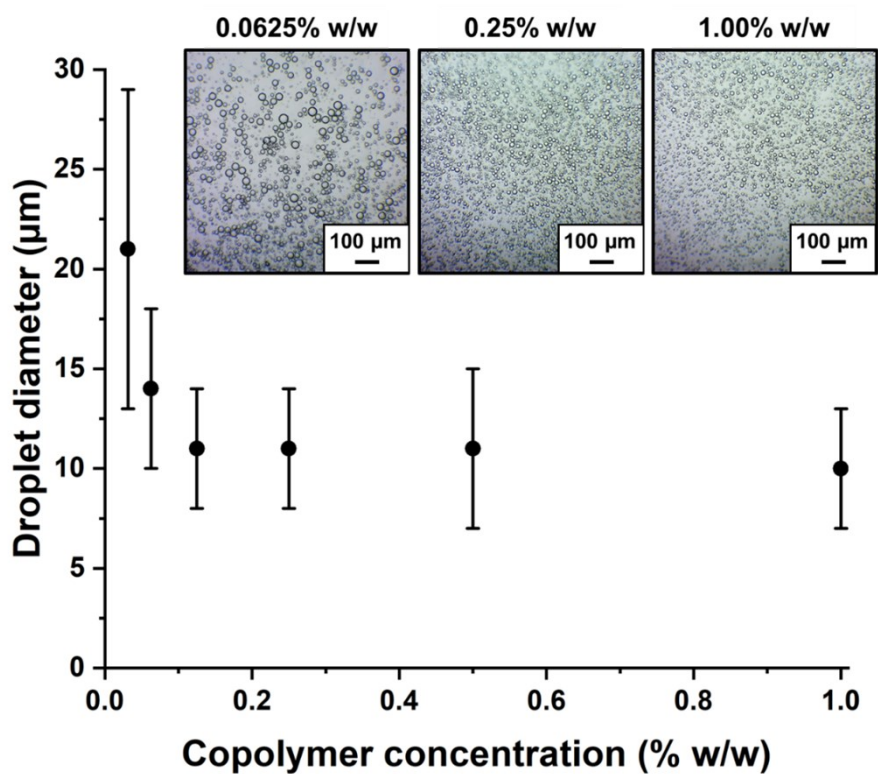 0.0625% w/w
0.25% w/w
1.00% w/w
100 µm
100 µm
100 µm
Droplet diameter (µm)
30
25
20
15
10
5
0
0.0
0.2
0.4
0.6
0.8
1.0
Copolymer concentration (% w/w)